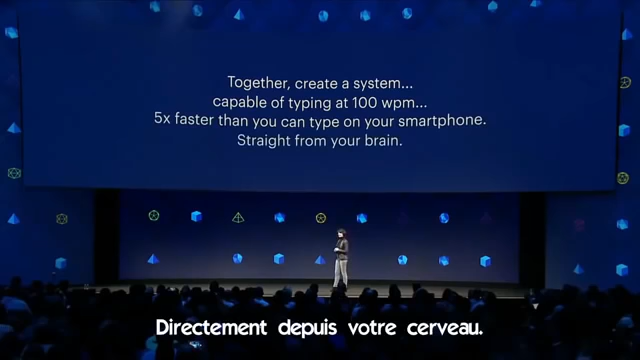 Together, create a system...
capable of typing at 100 wpm...
5x faster than you can type on your smartphone.
Straight from your brain.
Directement depuis votre cerveau.